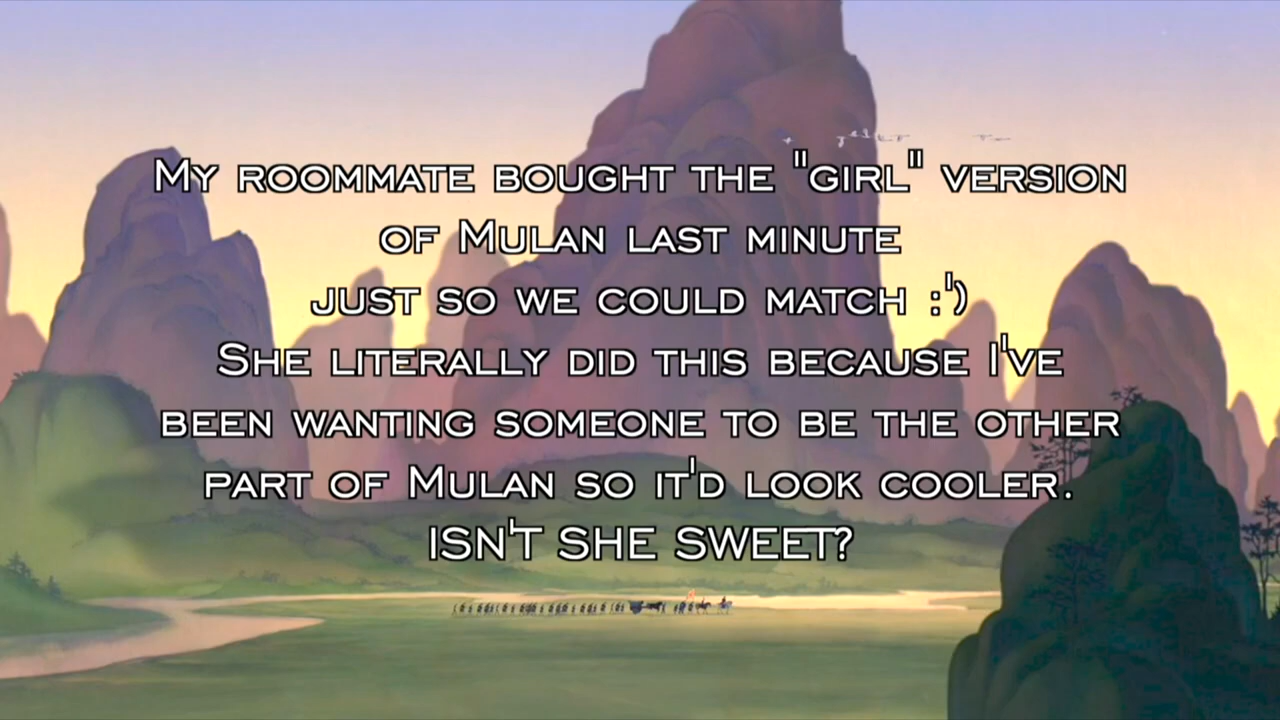 My roommate bought the "girl" version
of Mulan last minute
just so we could match :')
She literally did this because I've
been wanting someone to be the other
part of Mulan so it'd look cooler.
ISN'T SHE SWEET?